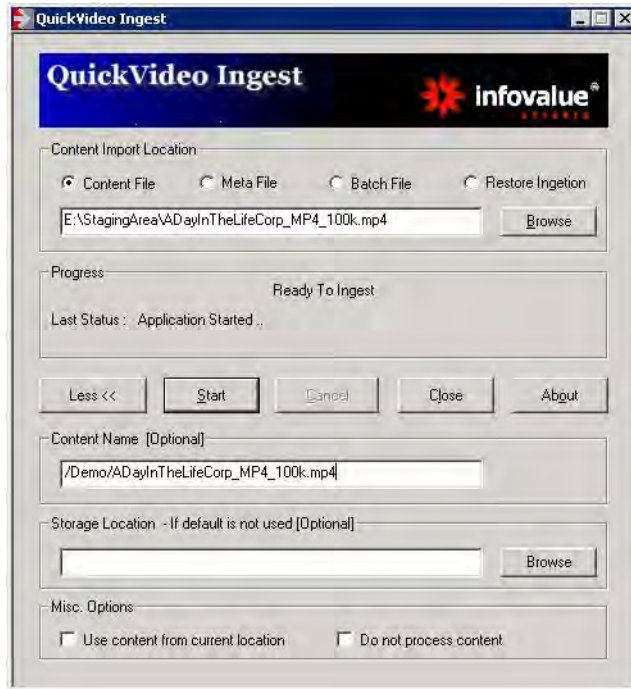 QuickVideo Ingest
QuickVideo Ingest
infovalue®
Content Import Location
Content File Meta File Batch File Restore Ingetion
E:\StagingArea\ADayInTheLifeCorp_MP4_100k.mp4 Browse
Progress
Ready To Ingest
Last Status : Application Started ..
Less << Start Cancel Close About
Content Name [Optional]
/Demo/ADayInTheLifeCorp_MP4_100k.mp4
Storage Location - If default is not used [Optional]
Browse
Misc. Options
Use content from current location Do not process content